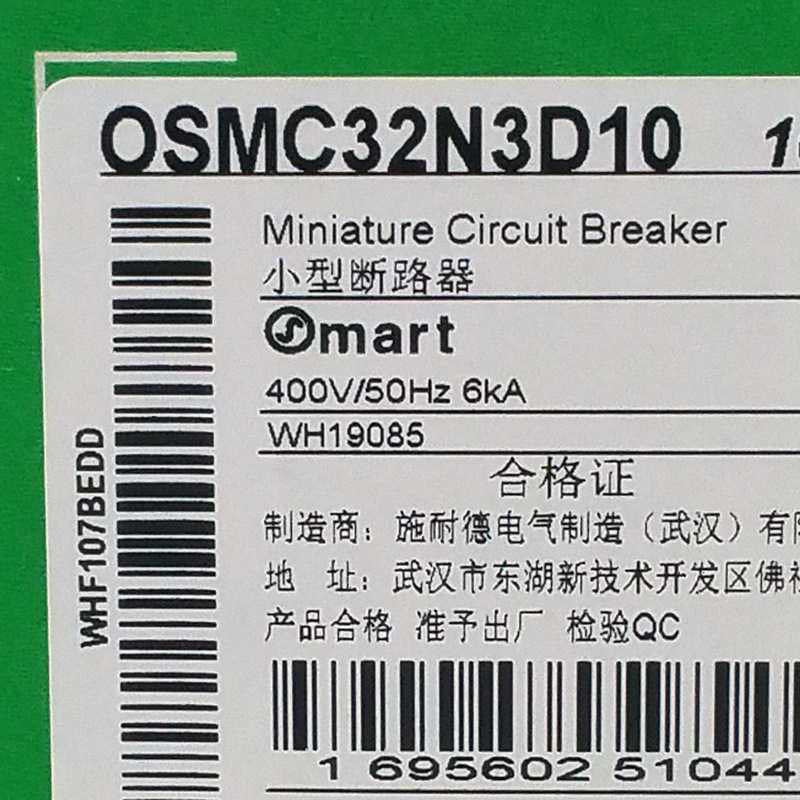 OSMC32N3D10
Miniature Circuit Breaker
小型断路器
Smart
400V/50Hz 6kA
WH19085
WHF107BEDD
合格证
制造商：施耐德电气制造（武汉）有
地 址：武汉市东湖新技术开发区佛
产品合格 准予出厂 检验QC
1 695602 51044